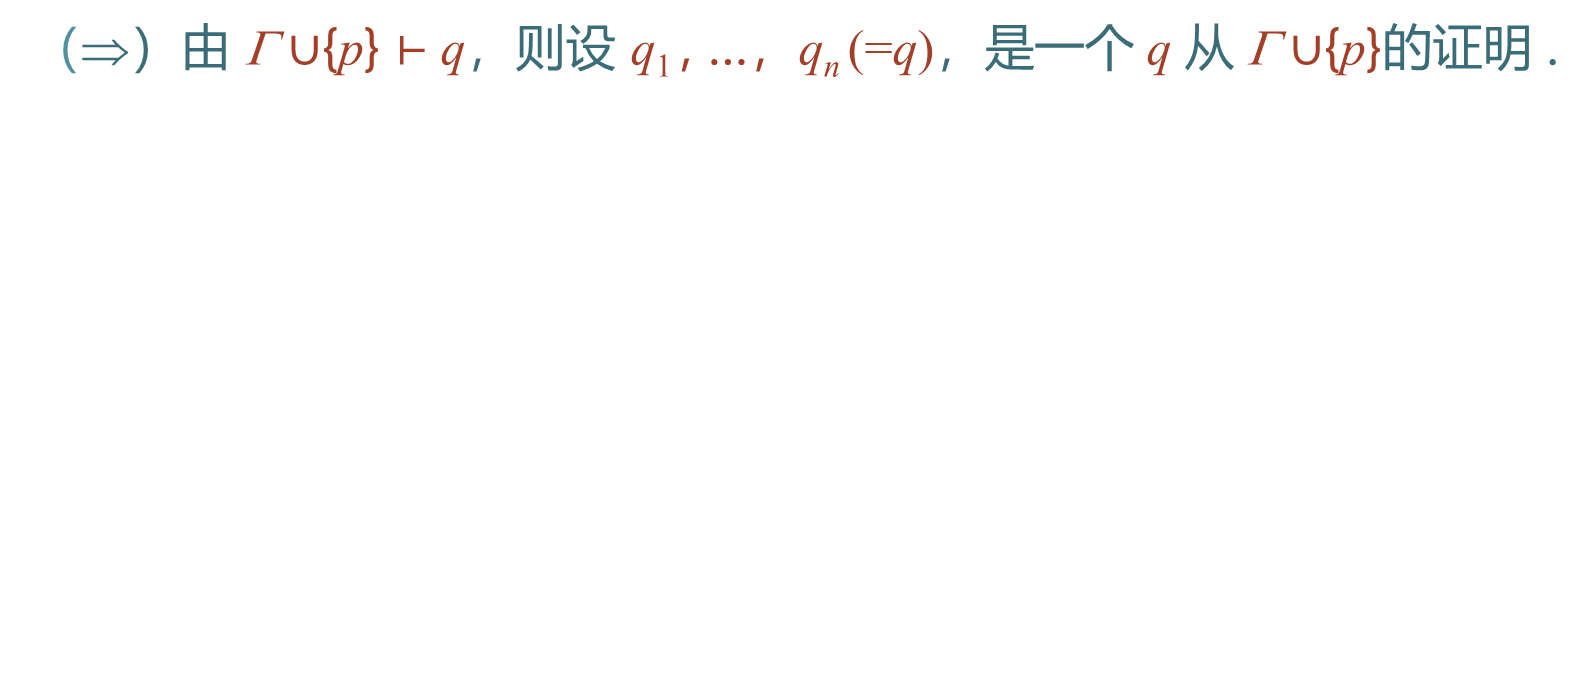 (⇒) 由 Γ∪{p} ⊢ q, 则设 q₁, …, qₙ(=q), 是一个 q 从 Γ∪{p}的证明 .